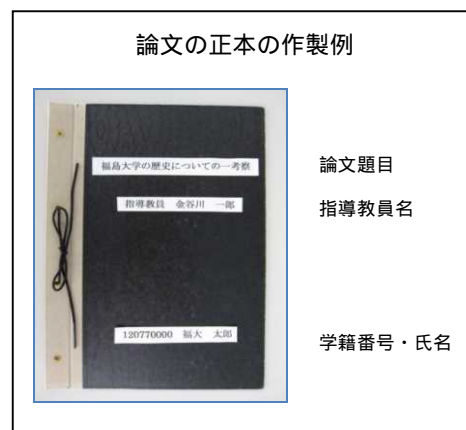 論文の正本の作製例
福島大学の歴史についての一考察
論文題目
指導教員 金谷川 一郎
指導教員名
120770000 福大 太郎
学籍番号・氏名